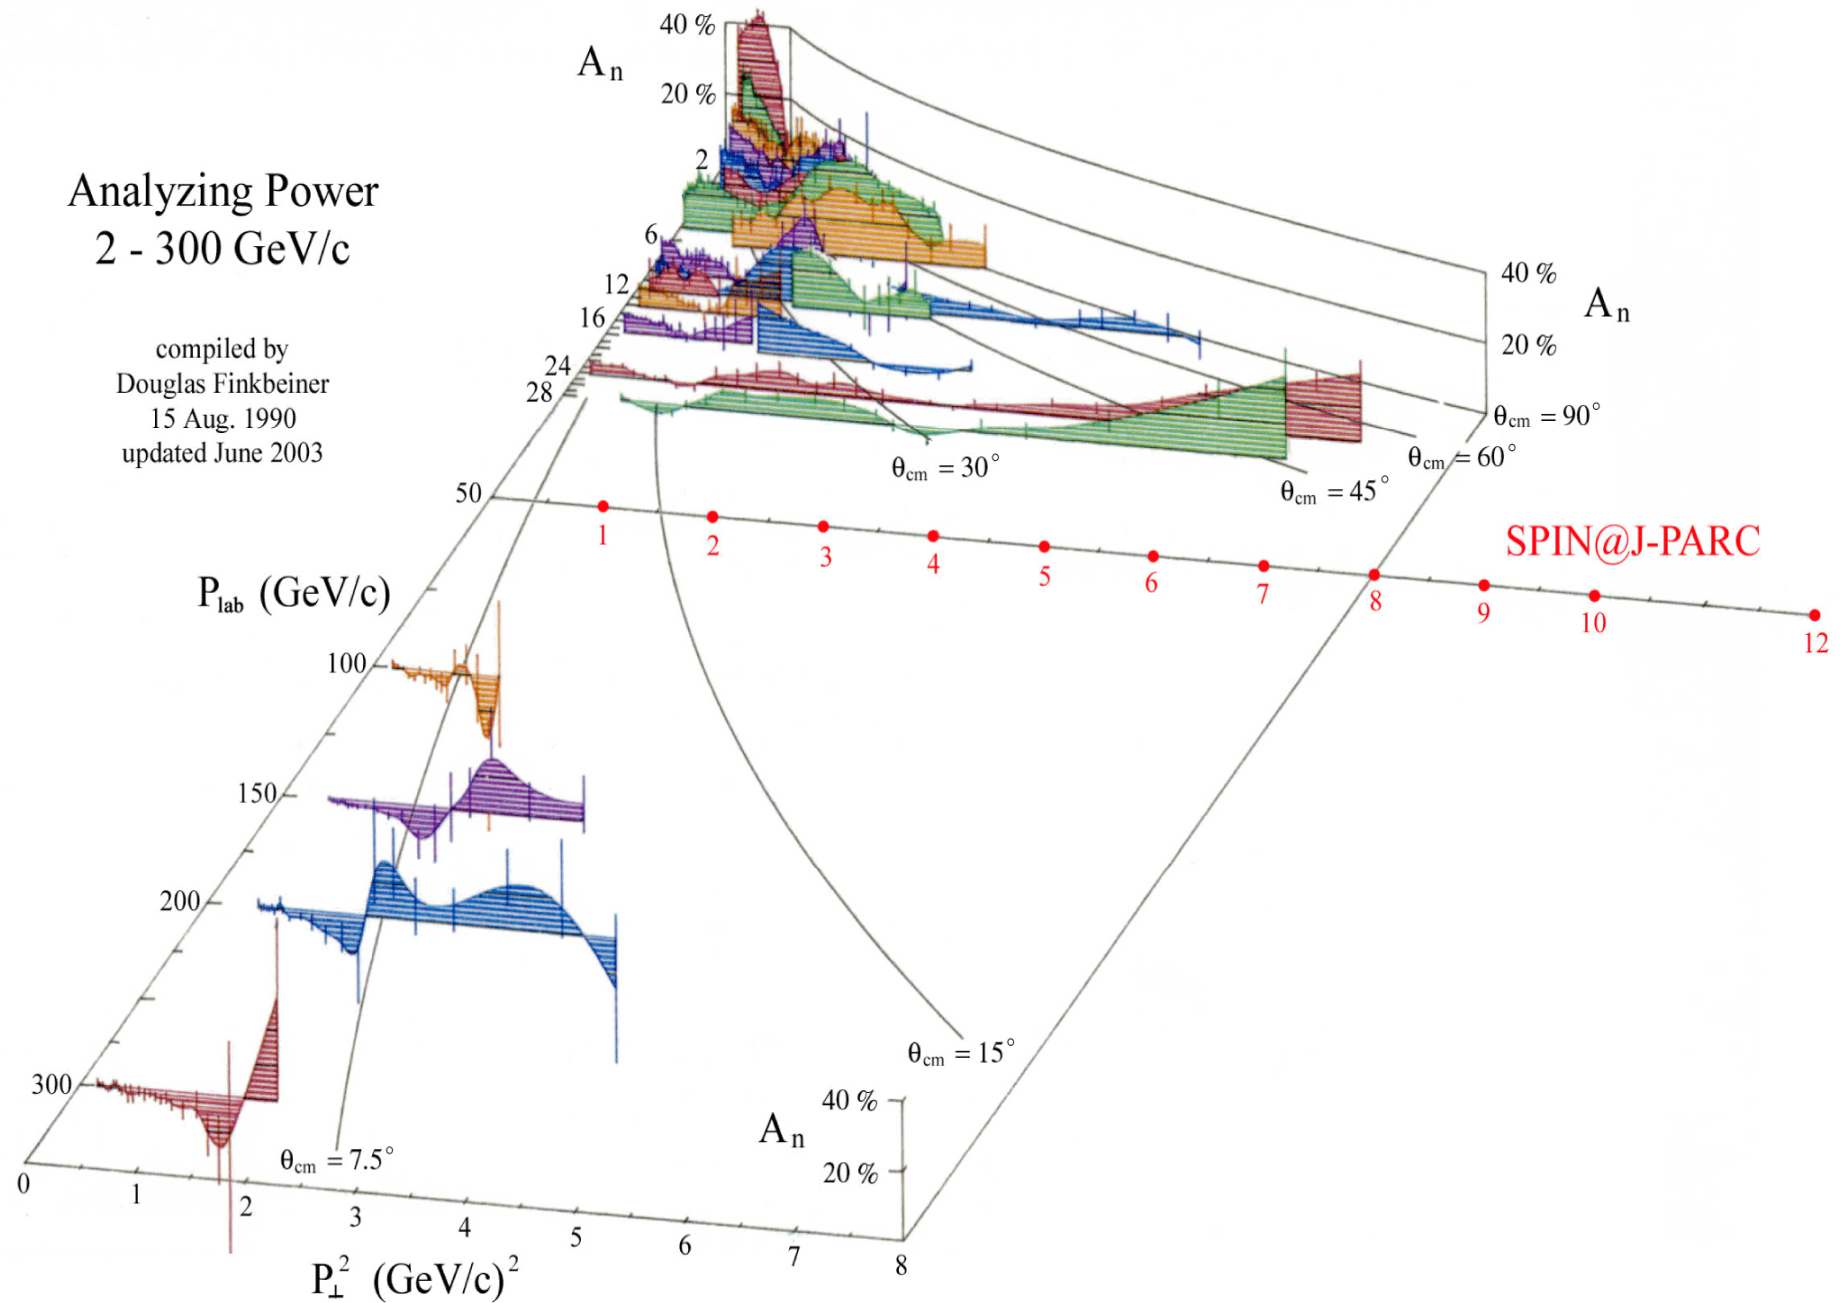 40 %
A n
20 %
2
Analyzing Power
2 - 300 GeV/c
6
12
16
24
28
compiled by
Douglas Finkbeiner
15 Aug. 1990
updated June 2003
40 %
A n
20 %
θcm = 90°
θcm = 60°
θcm = 45°
θcm = 30°
50
1
2
3
4
5
6
7
8
9
10
12
SPIN@J-PARC
Plab (GeV/c)
100
150
200
300
θcm = 15°
θcm = 7.5°
40 %
A n
20 %
0
1
2
3
4
5
6
7
8
P⊥² (GeV/c)²